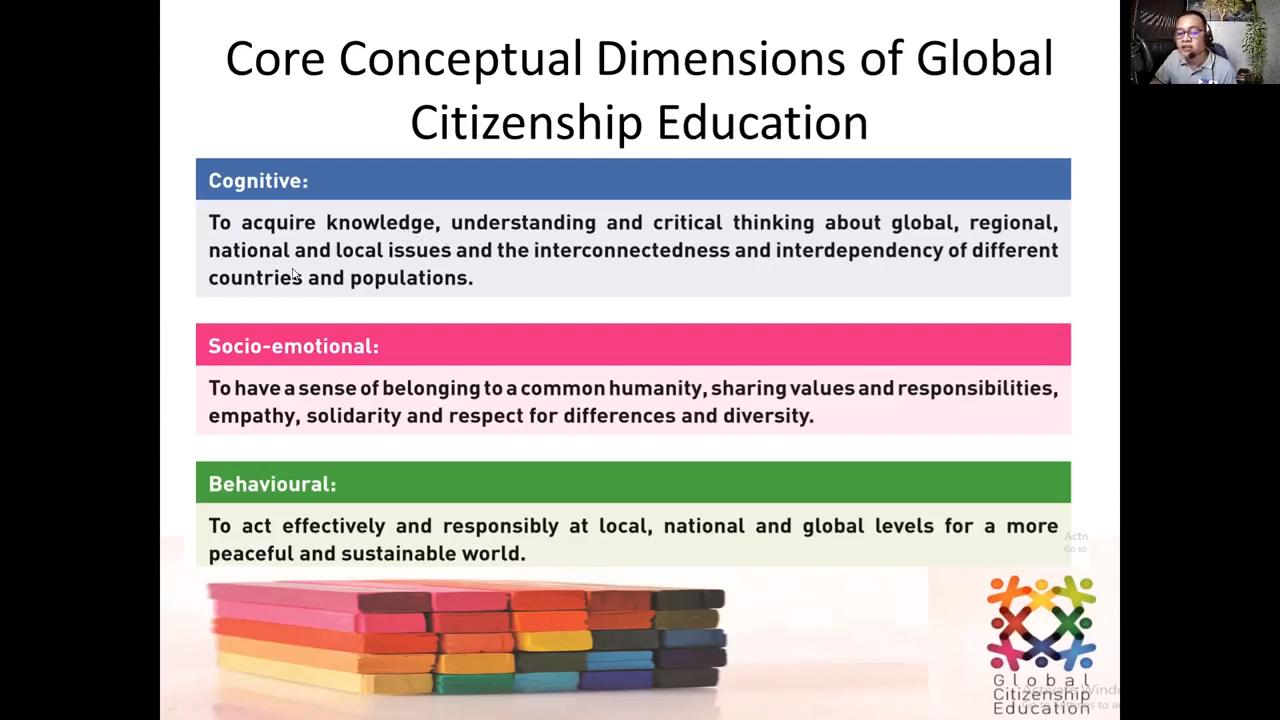 Core Conceptual Dimensions of Global
Citizenship Education
Cognitive:
To acquire knowledge, understanding and critical thinking about global, regional,
national and local issues and the interconnectedness and interdependency of different
countries and populations.
Socio-emotional:
To have a sense of belonging to a common humanity, sharing values and responsibilities,
empathy, solidarity and respect for differences and diversity.
Behavioural:
To act effectively and responsibly at local, national and global levels for a more
peaceful and sustainable world.
Go to
Global
Citizenship
Education